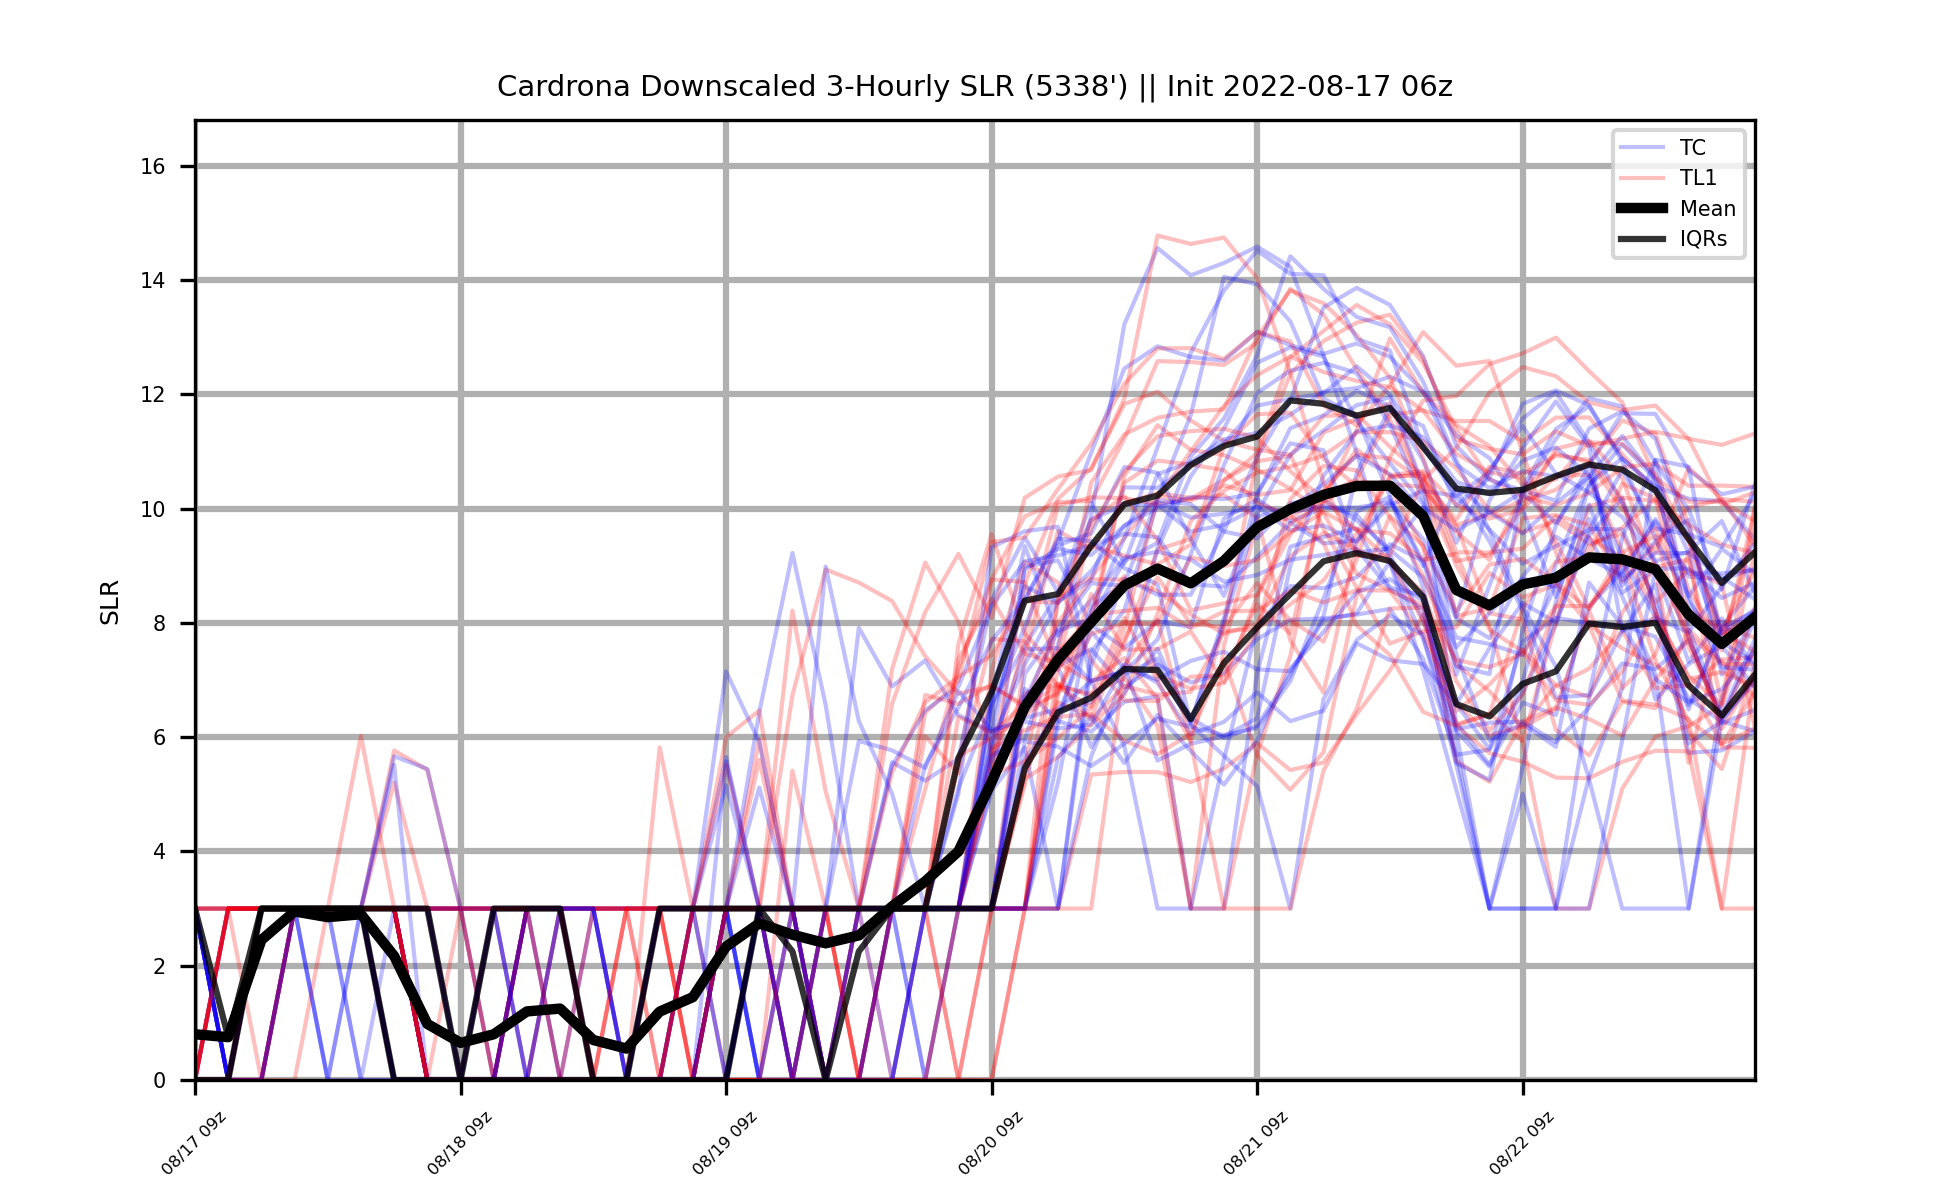 Cardrona Downscaled 3-Hourly SLR (5338') || Init 2022-08-17 06z
TC
TL1
Mean
IQRs
SLR
16
14
12
10
8
6
4
2
0
08/17 09z
08/18 09z
08/19 09z
08/20 09z
08/21 09z
08/22 09z